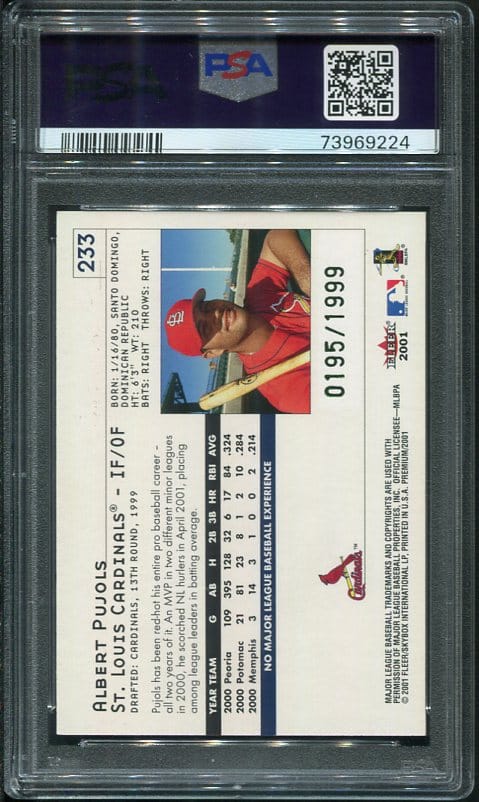 PSA
73969224
ALBERT PUJOLS
ST. LOUIS CARDINALS® - IF/OF
DRAFTED: CARDINALS, 13TH ROUND, 1999
233
BORN: 1/16/80, SANTO DOMINGO,
DOMINICAN REPUBLIC
HT: 6'3" WT: 210
BATS: RIGHT THROWS: RIGHT
Pujols has been red-hot his entire pro baseball career -
all two years of it. An MVP in two different minor leagues
in 2000, he scorched NL hurlers in April 2001, placing
among league leaders in batting average.
YEAR TEAM G AB H 2B 3B HR RBI AVG
2000 Peoria 109 395 128 32 6 17 84 .324
2000 Potomac 21 81 23 8 1 2 10 .284
2000 Memphis 3 14 3 1 0 0 2 .214
NO MAJOR LEAGUE BASEBALL EXPERIENCE
0195/1999
Cardinals™
FLEER
2001
MAJOR LEAGUE BASEBALL TRADEMARKS AND COPYRIGHTS ARE USED WITH
PERMISSION OF MAJOR LEAGUE BASEBALL PROPERTIES, INC. OFFICIAL LICENSEE—MLBPA
© 2001 FLEER/SKYBOX INTERNATIONAL LP, PRINTED IN U.S.A. PREMIUM/2001